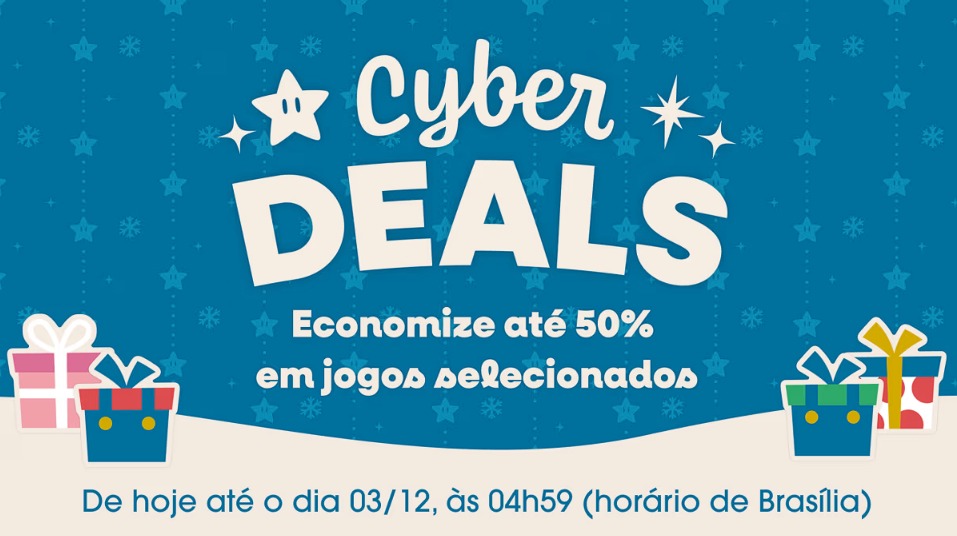 Cyber
DEALS
Economize até 50%
em jogos selecionados
De hoje até o dia 03/12, às 04h59 (horário de Brasília)